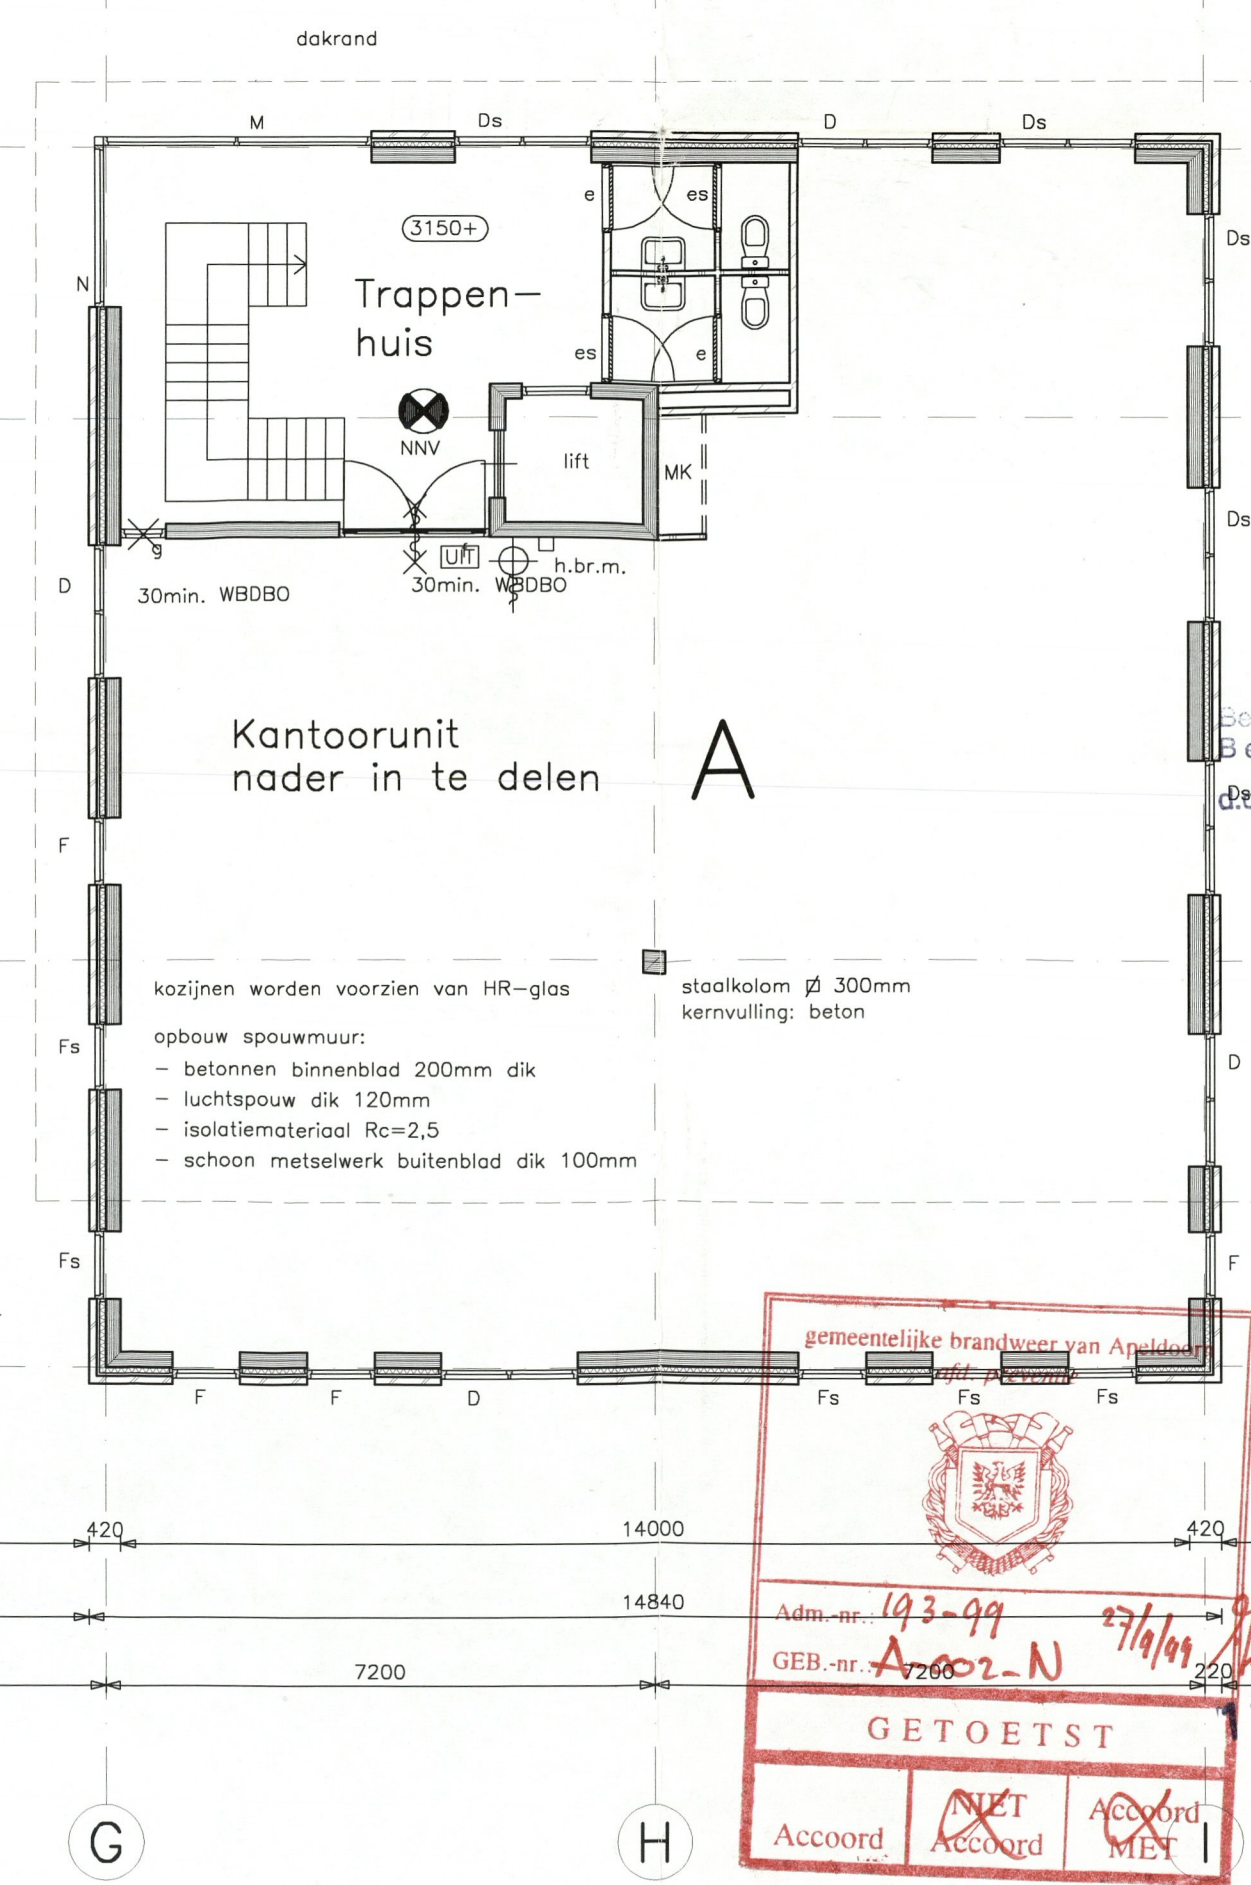 dakrand
M
Ds
D
Ds
e
es
3150+
Ds
N
Trappen-
huis
es
e
NNV
lift
MK
Ds
g
UIT
h.br.m.
D
30min. WBDBO
30min. WBDBO
Kantoorunit
nader in te delen
A
Be
Be
Ds
F
kozijnen worden voorzien van HR-glas
staalkolom ⌀ 300mm
kernvulling: beton
opbouw spouwmuur:
Fs
- betonnen binnenblad 200mm dik
D
- luchtspouw dik 120mm
- isolatiemateriaal Rc=2,5
- schoon metselwerk buitenblad dik 100mm
Fs
F
gemeentelijke brandweer van Apeldoorn
afd. preventie
F
F
D
Fs
Fs
Fs
420
14000
420
14840
Adm.-nr.: 193-99
27/9/99
GEB.-nr.: A-002-N
7200
7200
220
GETOETST
Accoord
NIET
Accoord
Accoord
MET
G
H
I